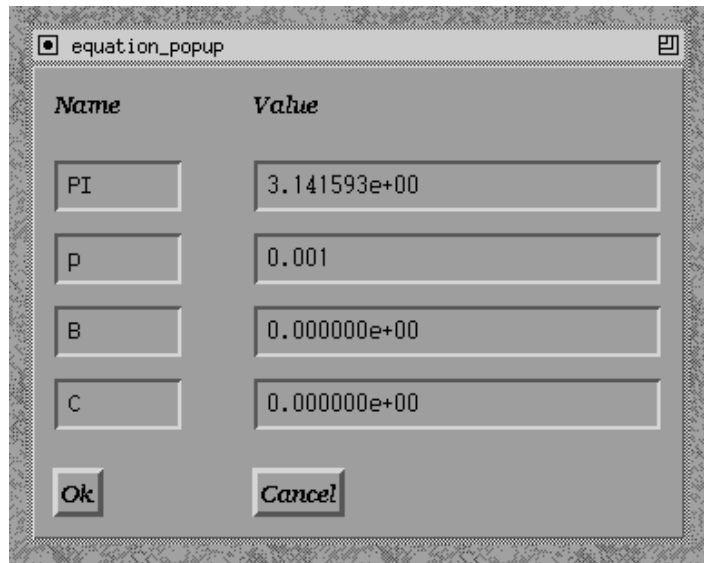 equation_popup
Name Value
PI 3.141593e+00
p 0.001
B 0.000000e+00
C 0.000000e+00
Ok Cancel